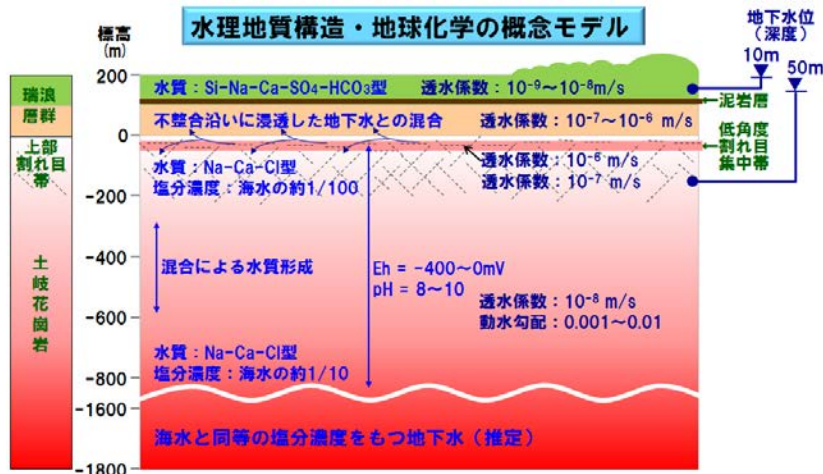 水理地質構造・地球化学の概念モデル
標高
(m)
地下水位
(深度)
10m
50m
200
0
-200
-400
-600
-800
-1600
-1800
瑞浪
層群
上部
割れ目
帯
土岐花崗岩
水質:Si-Na-Ca-SO₄-HCO₃型
透水係数:10⁻⁹~10⁻⁸m/s
←泥岩層
不整合沿いに浸透した地下水との混合
透水係数:10⁻⁷~10⁻⁶ m/s
低角度
←割れ目
集中帯
水質:Na-Ca-Cl型
塩分濃度:海水の約1/100
透水係数:10⁻⁶ m/s
透水係数:10⁻⁷ m/s
混合による水質形成
Eh = -400~0mV
pH = 8~10
透水係数:10⁻⁸ m/s
動水勾配:0.001~0.01
水質:Na-Ca-Cl型
塩分濃度:海水の約1/10
海水と同等の塩分濃度をもつ地下水(推定)